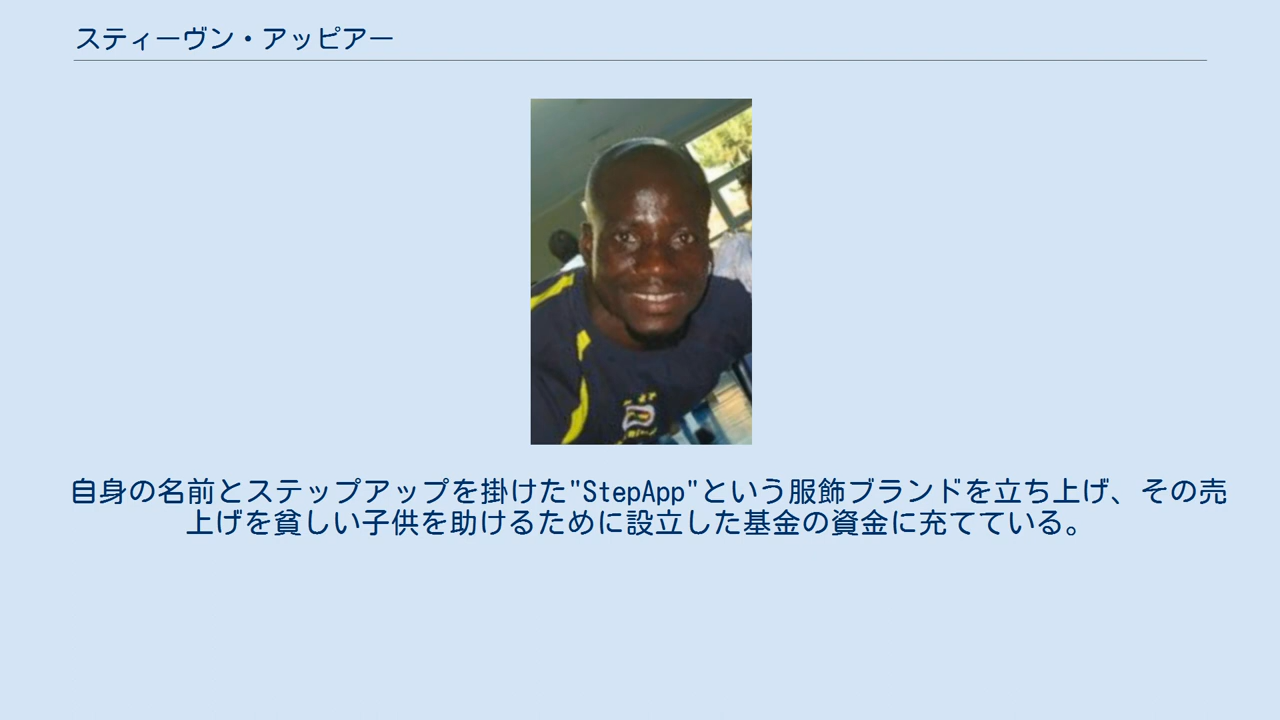 スティーヴン・アッピアー
自身の名前とステップアップを掛けた"StepApp"という服飾ブランドを立ち上げ、その売
上げを貧しい子供を助けるために設立した基金の資金に充てている。